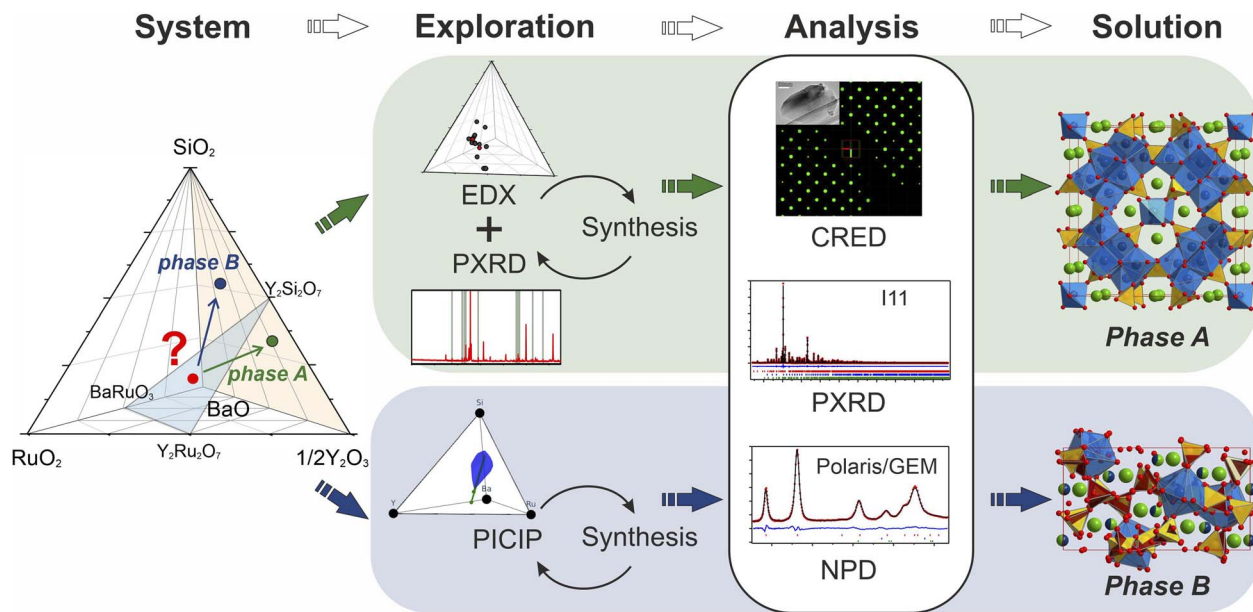 System
Exploration
Analysis
Solution
SiO₂
phase B
Y₂Si₂O₇
?
phase A
BaRuO₃
BaO
RuO₂
Y₂Ru₂O₇
1/2Y₂O₃
EDX
+
PXRD
Synthesis
CRED
I11
PXRD
Phase A
Si
Ba
Y
Ru
PICIP
Synthesis
Polaris/GEM
NPD
Phase B